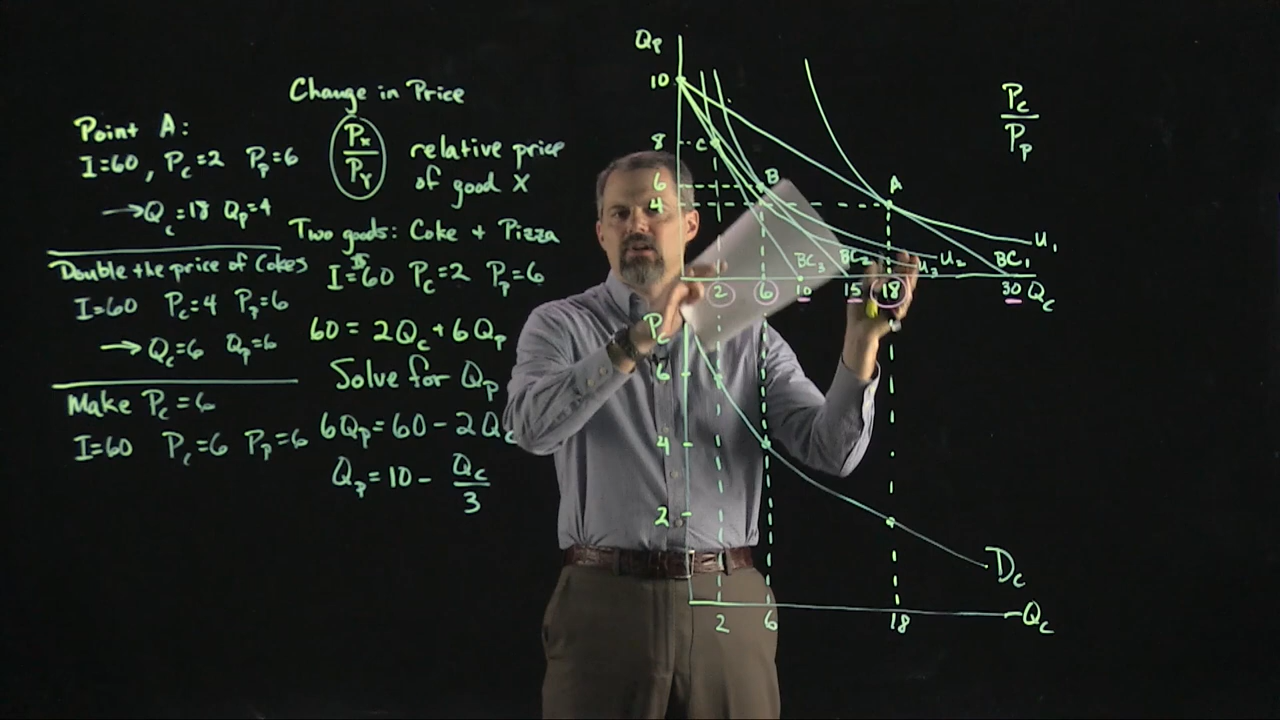 Point A:
I=60, Pc=2 Pp=6
→ Qc=18 Qp=4
Double the price of Cokes
I=60 Pc=4 Pp=6
→ Qc=6 Qp=6
Make Pc=6
I=60 Pc=6 Pp=6
Change in Price
Px
Py
relative price
of good X
Two goods: Coke + Pizza
I=$60 Pc=2 Pp=6
60 = 2Qc + 6Qp
Solve for Qp
6Qp = 60 - 2Qc
Qp = 10 - Qc
3
Qp
10
8
6
4
C
B
A
U1
U2
U3
BC3
BC2
BC1
2
6
10
15
18
30
Qc
Pc
Pp
Pc
6
4
2
Dc
2
6
18
Qc